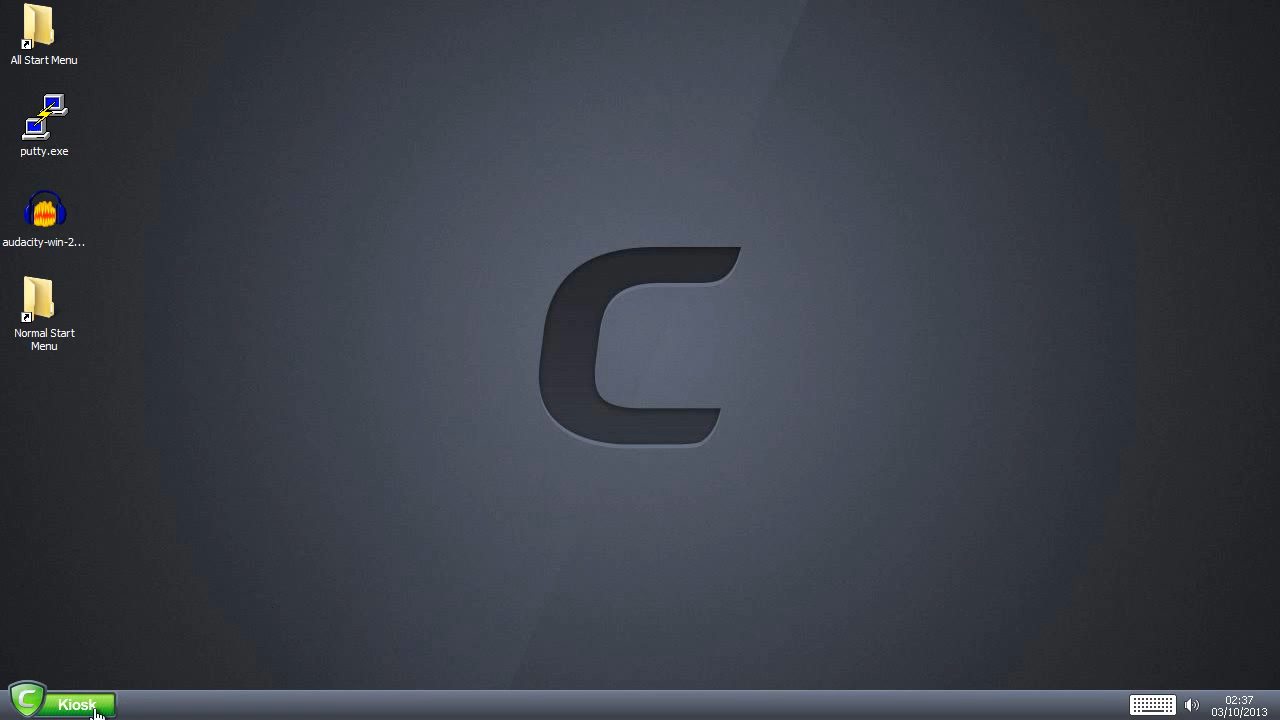 All Start Menu
putty.exe
audacity-win-2...
Normal Start
Menu
Kiosk
02:37
03/10/2013